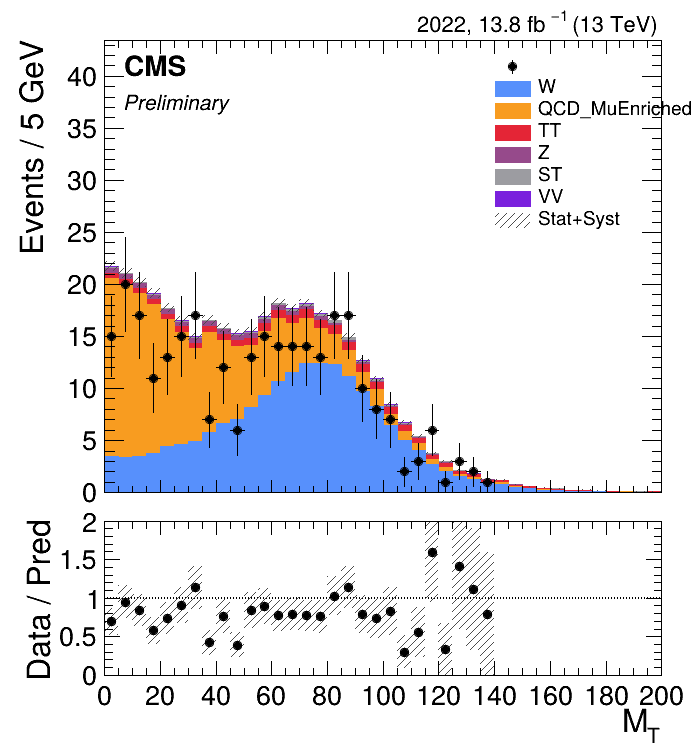 2022, 13.8 fb⁻¹ (13 TeV)
CMS
Preliminary
Events / 5 GeV
40
35
30
25
20
15
10
5
0
W
QCD_MuEnriched
TT
Z
ST
VV
Stat+Syst
Data / Pred
2
1.5
1
0.5
0
0 20 40 60 80 100 120 140 160 180 200
M_T